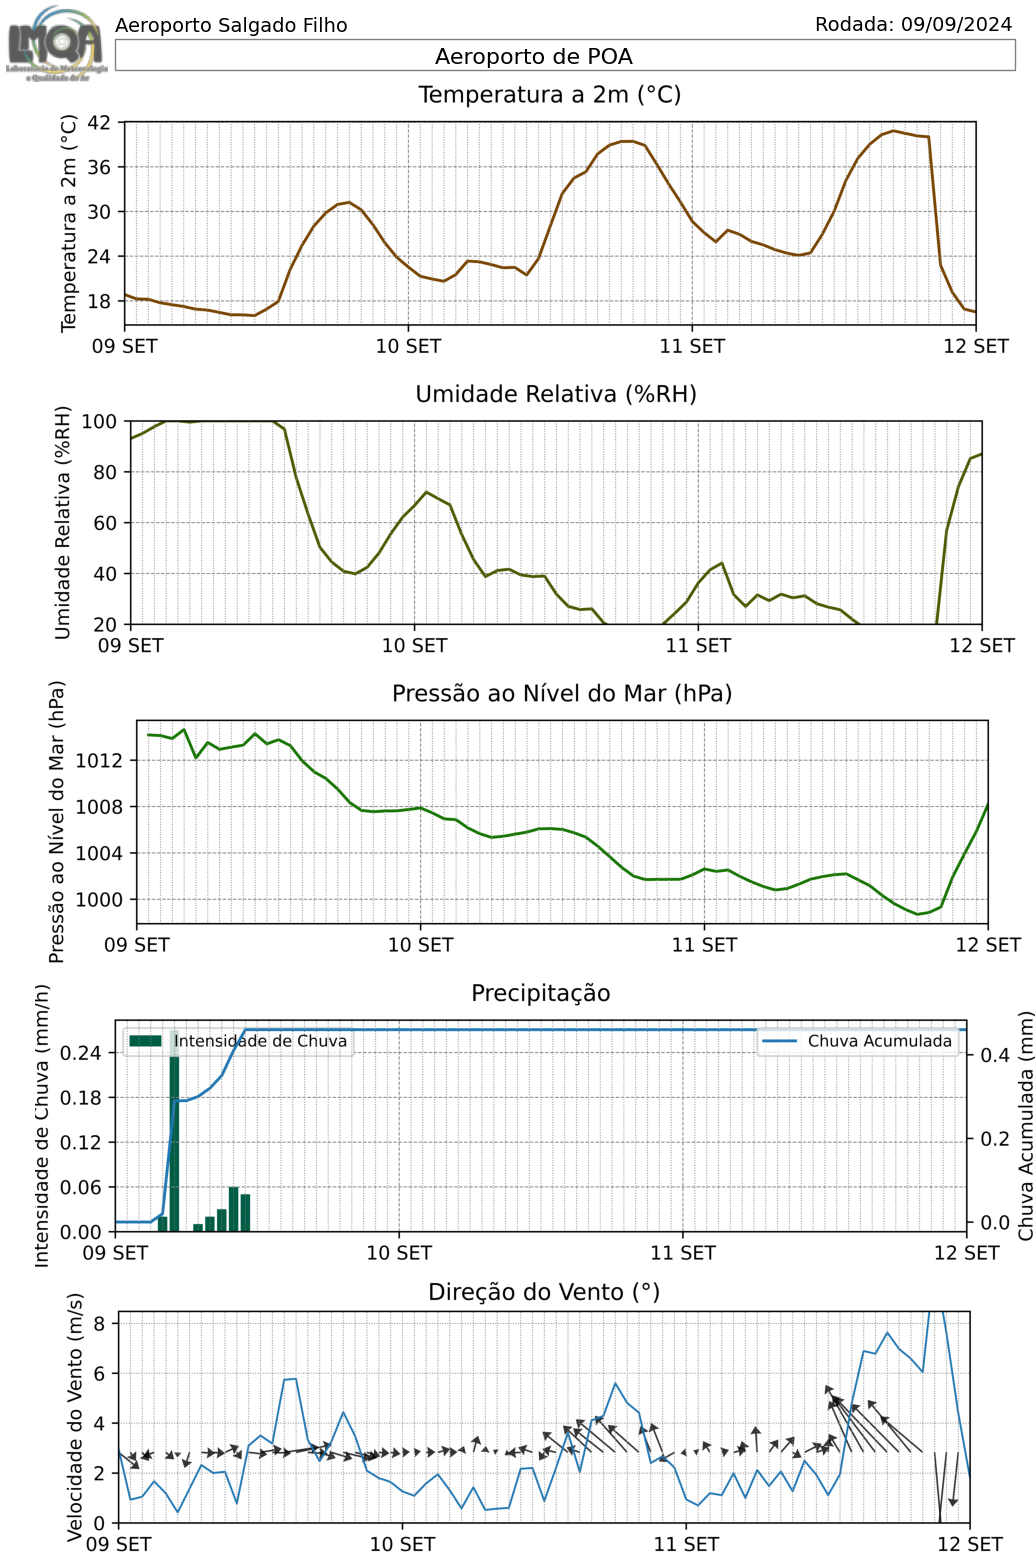 LMQA
Laboratório de Meteorologia
e Qualidade do Ar
Aeroporto Salgado Filho
Rodada: 09/09/2024
Aeroporto de POA
Temperatura a 2m (°C)
Temperatura a 2m (°C)
42
36
30
24
18
09 SET 10 SET 11 SET 12 SET
Umidade Relativa (%RH)
Umidade Relativa (%RH)
100
80
60
40
20
09 SET 10 SET 11 SET 12 SET
Pressão ao Nível do Mar (hPa)
Pressão ao Nível do Mar (hPa)
1012
1008
1004
1000
09 SET 10 SET 11 SET 12 SET
Precipitação
Intensidade de Chuva (mm/h)
0.24
0.18
0.12
0.06
0.00
Intensidade de Chuva
Chuva Acumulada
0.4
0.2
0.0
Chuva Acumulada (mm)
09 SET 10 SET 11 SET 12 SET
Direção do Vento (°)
Velocidade do Vento (m/s)
8
6
4
2
0
09 SET 10 SET 11 SET 12 SET